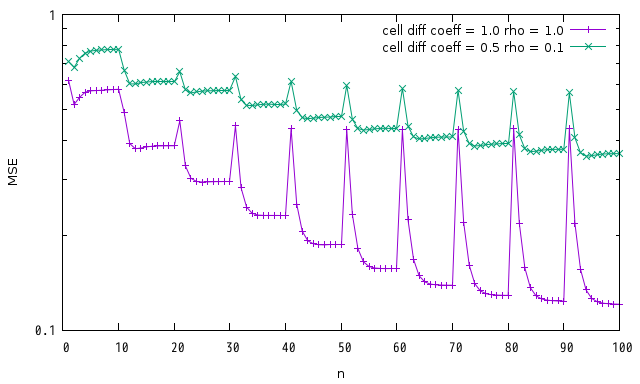 1
cell diff coeff = 1.0 rho = 1.0
cell diff coeff = 0.5 rho = 0.1
MSE
0.1
0 10 20 30 40 50 60 70 80 90 100
n